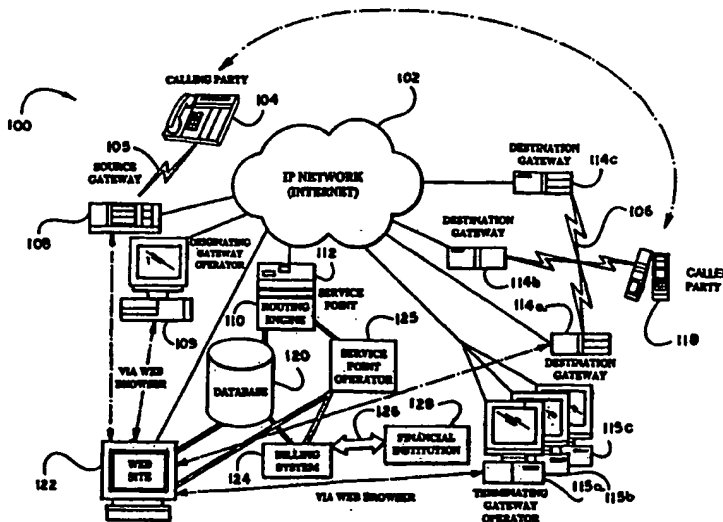 CALLING PARTY
104
100
105
SOURCE
GATEWAY
108
102
IP NETWORK
(INTERNET)
DESTINATION
GATEWAY
114c
106
DESTINATION
GATEWAY
114b
CALLED
PARTY
118
ORIGINATING
GATEWAY
OPERATOR
109
112
SERVICE
POINT
110
ROUTING
ENGINE
114a
DESTINATION
GATEWAY
VIA WEB
BROWSER
120
DATABASE
125
SERVICE
POINT
OPERATOR
126
128
FINANCIAL
INSTITUTION
122
WEB
SITE
124
BILLING
SYSTEM
VIA WEB BROWSER
115c
115a
115b
TERMINATING
GATEWAY
OPERATOR